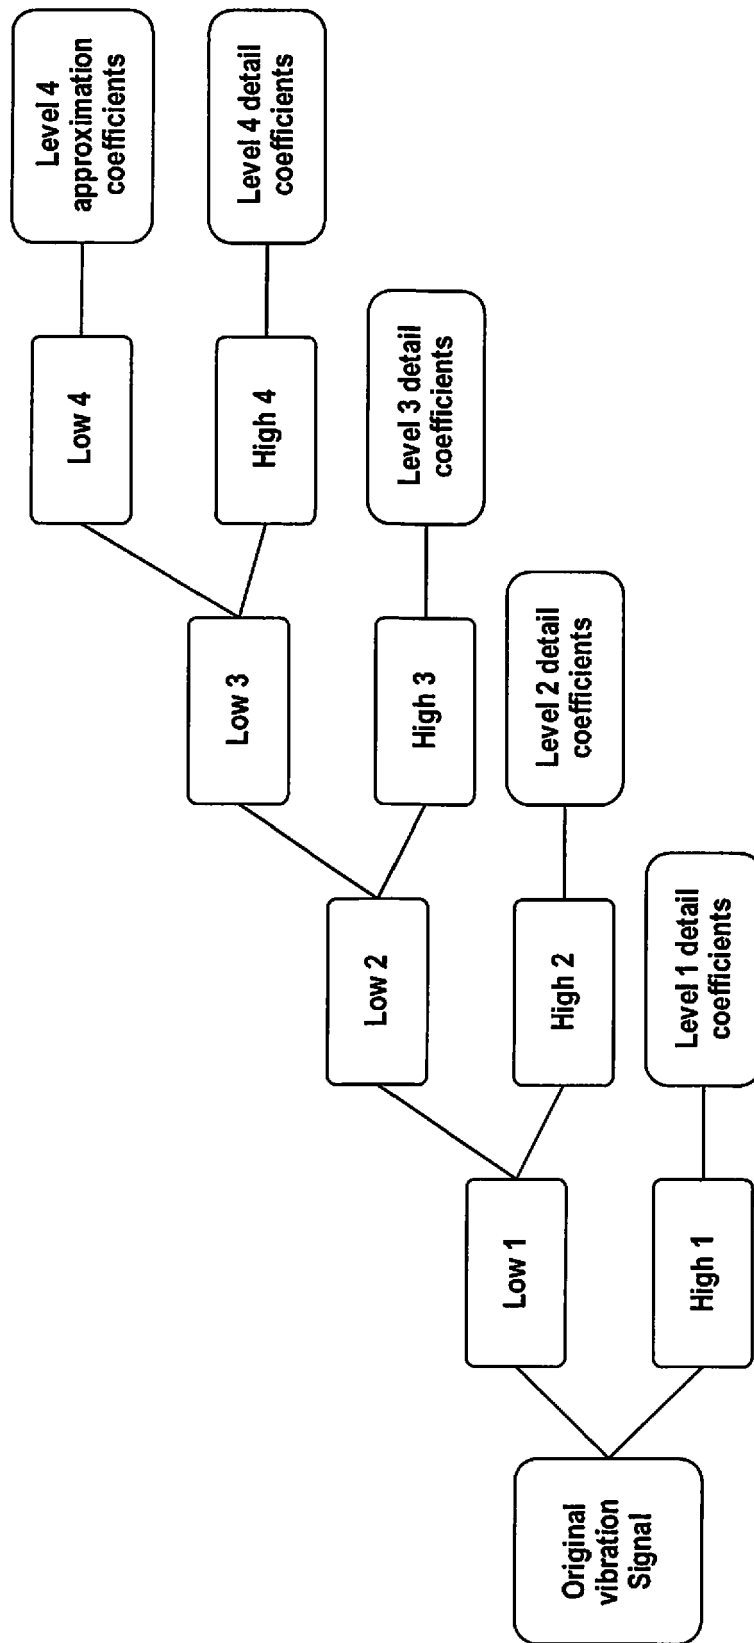 Original
vibration
Signal
Low 1
High 1
Level 1 detail
coefficients
Low 2
High 2
Level 2 detail
coefficients
Low 3
High 3
Level 3 detail
coefficients
Low 4
High 4
Level 4
approximation
coefficients
Level 4 detail
coefficients